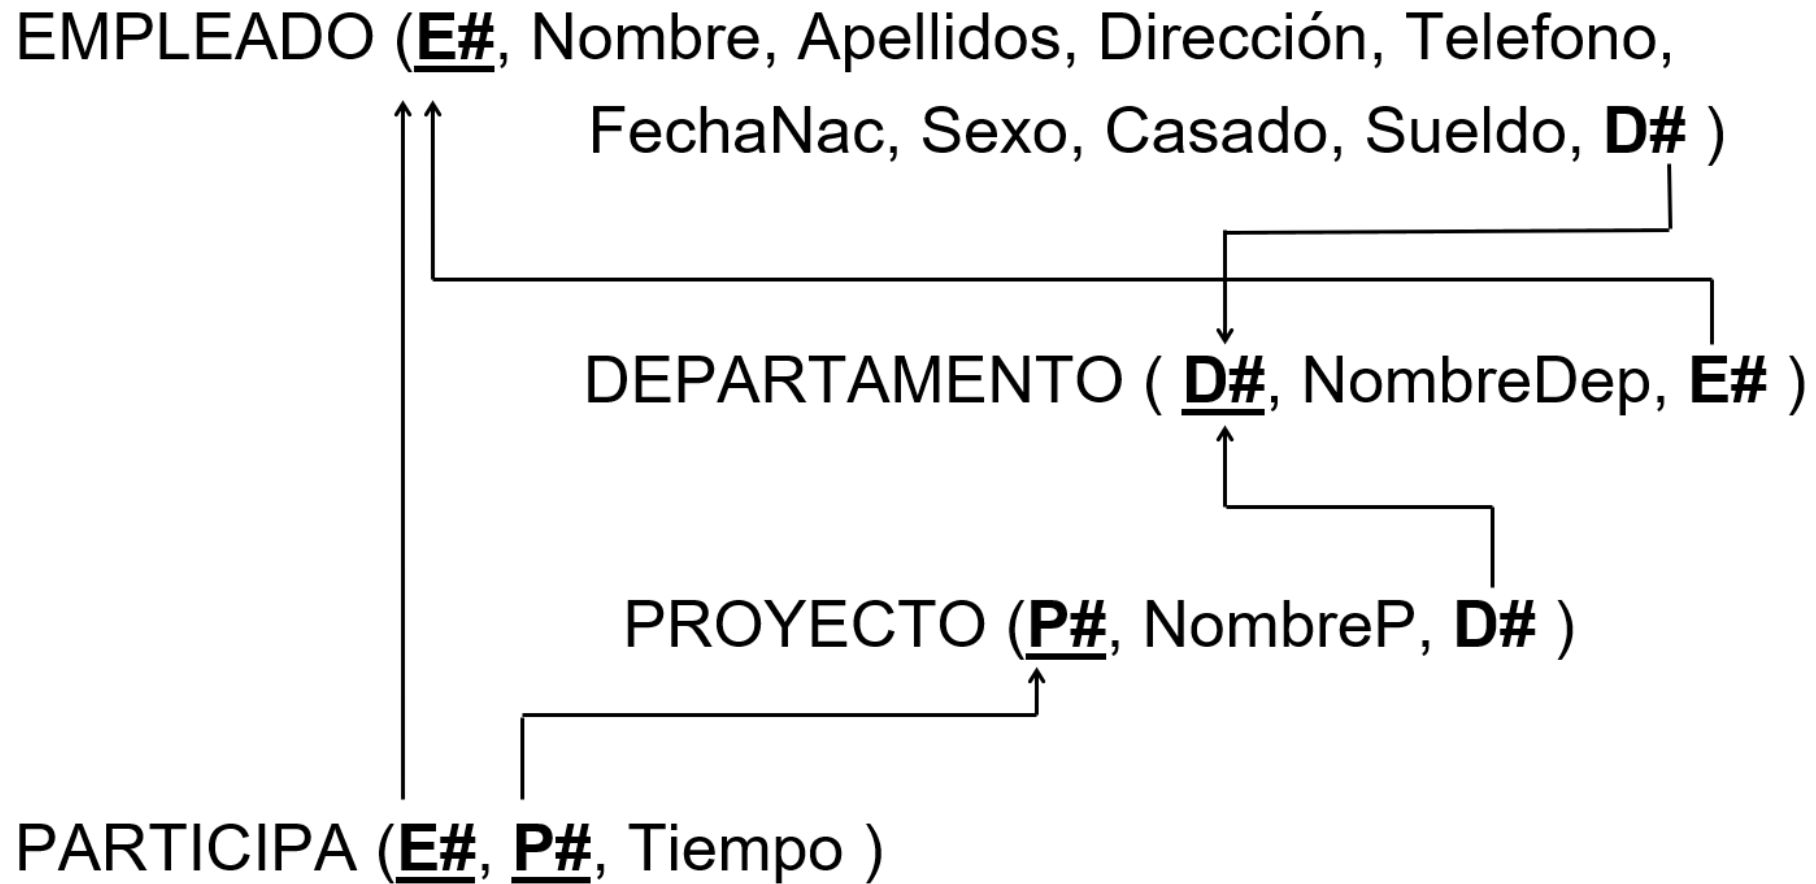 EMPLEADO (E#, Nombre, Apellidos, Dirección, Telefono,
FechaNac, Sexo, Casado, Sueldo, D# )
DEPARTAMENTO ( D#, NombreDep, E# )
PROYECTO (P#, NombreP, D# )
PARTICIPA (E#, P#, Tiempo )